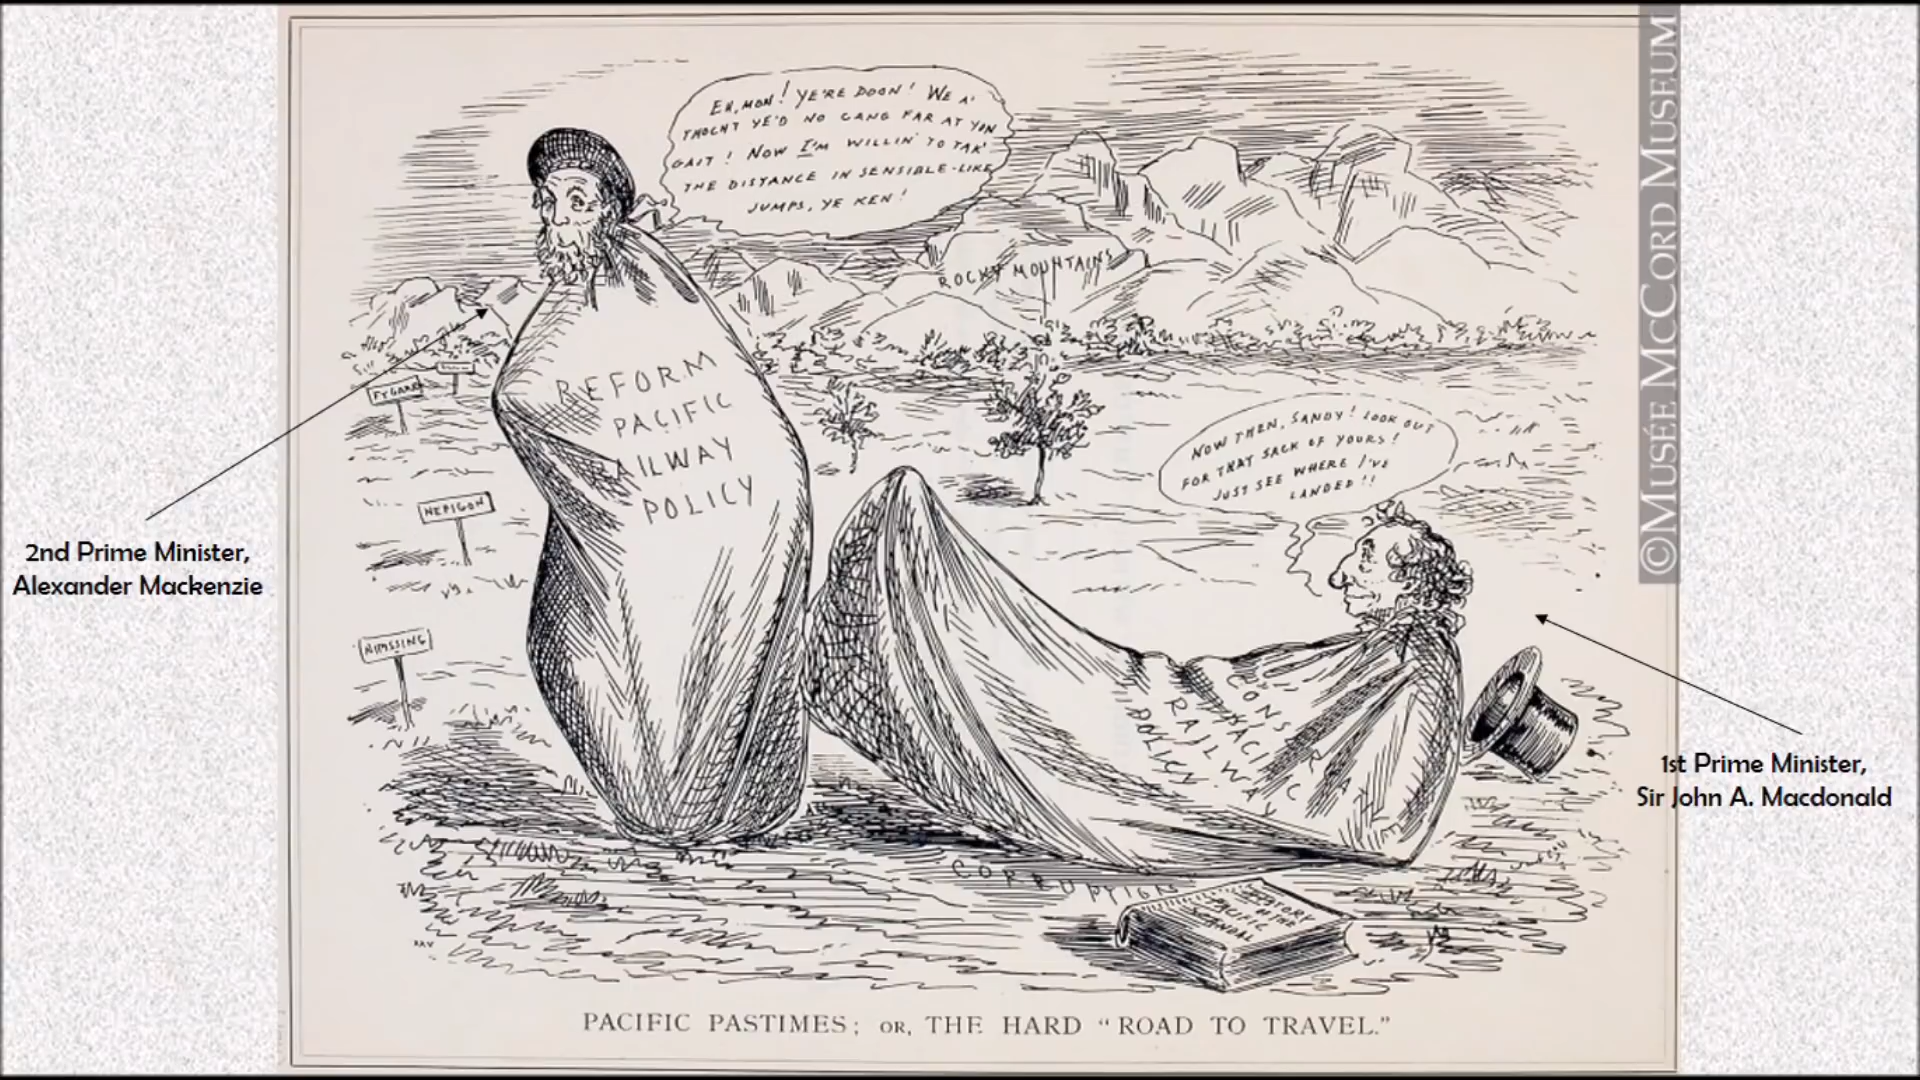 EH, MON! YE'RE DOON! WE A'
THOCHT YE'D NO GANG FAR AT YON
GAIT! NOW I'M WILLIN' TO TAK'
THE DISTANCE IN SENSIBLE-LIKE
JUMPS, YE KEN!
ROCKY MOUNTAINS
REFORM
PACIFIC
RAILWAY
POLICY
NEPIGON
NIPISSING
NOW THEN, SANDY! LOOK OUT
FOR THAT SACK OF YOURS!
JUST SEE WHERE I'VE
LANDED!!
CONS
PACIFIC
RAILWAY
POLICY
CORRUPTION
HISTORY
OF THE
PACIFIC
SCANDAL
PACIFIC PASTIMES; OR, THE HARD "ROAD TO TRAVEL."
2nd Prime Minister,
Alexander Mackenzie
1st Prime Minister,
Sir John A. Macdonald
©MUSÉE MCCORD MUSEUM